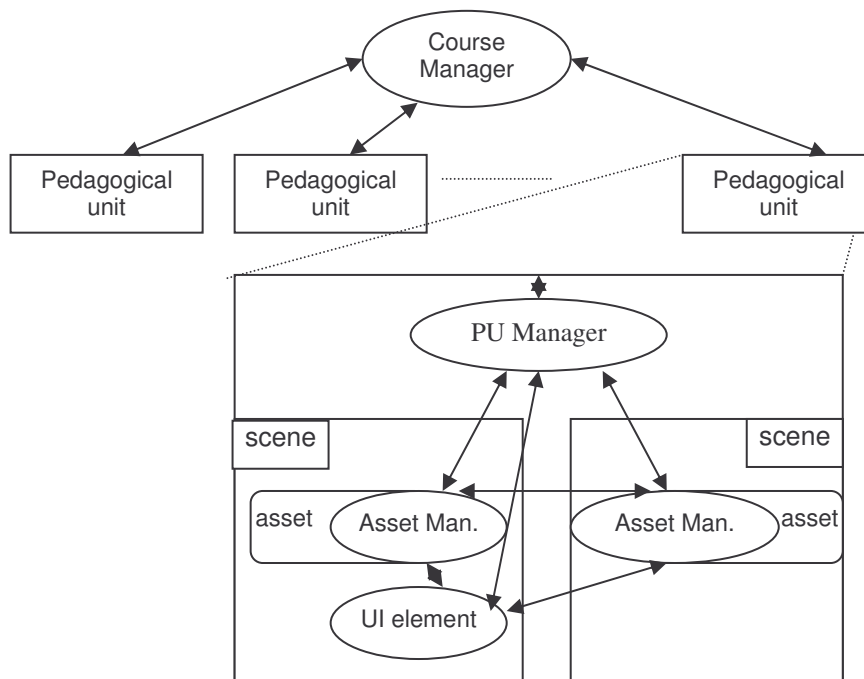 Course
Manager
Pedagogical
unit
Pedagogical
unit
Pedagogical
unit
PU Manager
scene
scene
asset
Asset Man.
Asset Man.
asset
UI element